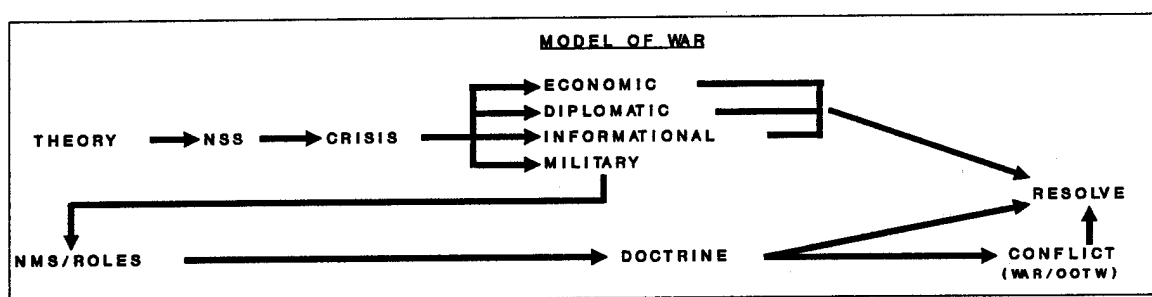 MODEL OF WAR
ECONOMIC
DIPLOMATIC
THEORY NSS CRISIS INFORMATIONAL
MILITARY
RESOLVE
NMS/ROLES DOCTRINE CONFLICT
(WAR/OOTW)